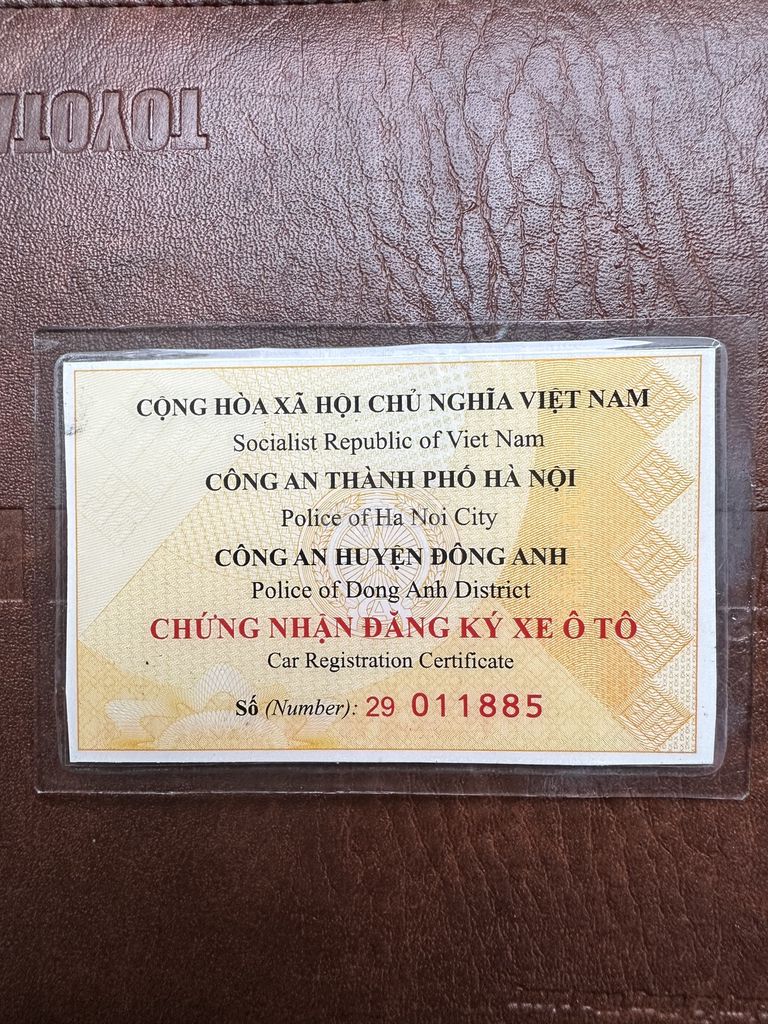 TOYOTA
CỘNG HÒA XÃ HỘI CHỦ NGHĨA VIỆT NAM
Socialist Republic of Viet Nam
CÔNG AN THÀNH PHỐ HÀ NỘI
Police of Ha Noi City
CÔNG AN HUYỆN ĐÔNG ANH
Police of Dong Anh District
CHỨNG NHẬN ĐĂNG KÝ XE Ô TÔ
Car Registration Certificate
Số (Number): 29 011885